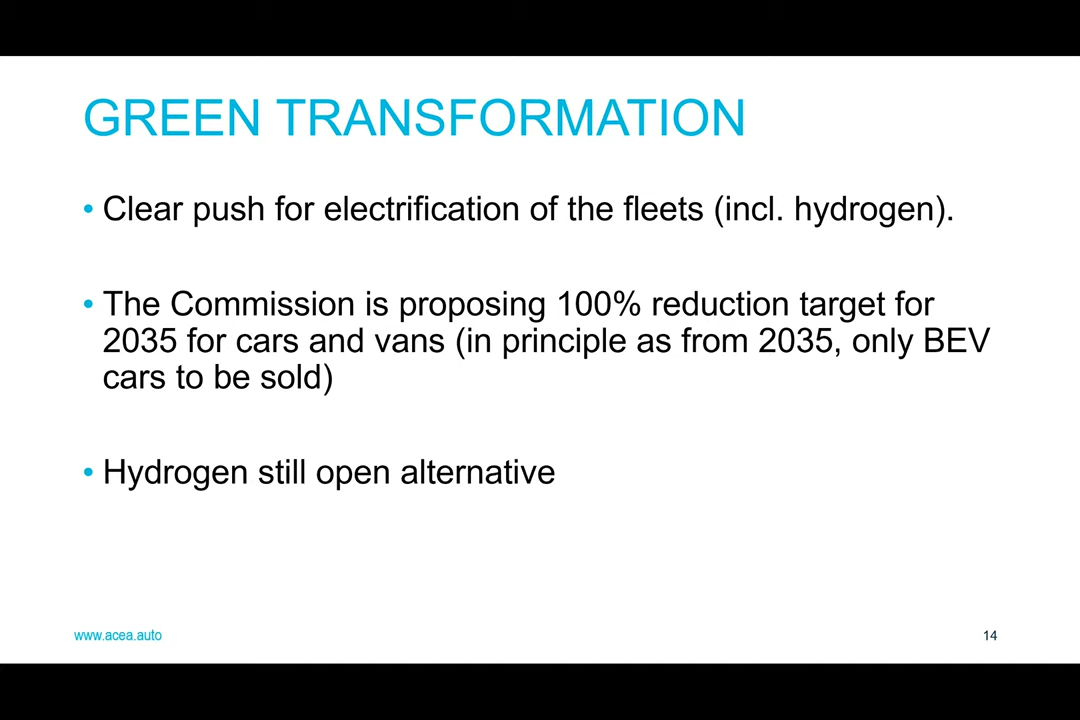 GREEN TRANSFORMATION
• Clear push for electrification of the fleets (incl. hydrogen).
• The Commission is proposing 100% reduction target for
2035 for cars and vans (in principle as from 2035, only BEV
cars to be sold)
• Hydrogen still open alternative
www.acea.auto
14